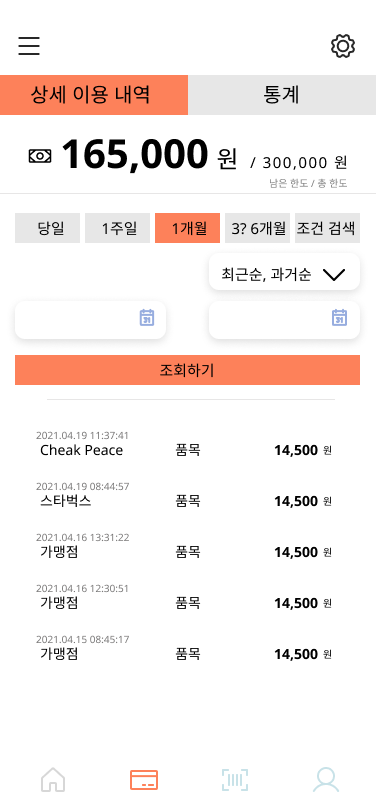 상세 이용 내역 통계
165,000 원 / 300,000 원
남은 한도 / 총 한도
당일 1주일 1개월 3? 6개월 조건 검색
최근순, 과거순
31 31
조회하기
2021.04.19 11:37:41
Cheak Peace 품목 14,500 원
2021.04.19 08:44:57
스타벅스 품목 14,500 원
2021.04.16 13:31:22
가맹점 품목 14,500 원
2021.04.16 12:30:51
가맹점 품목 14,500 원
2021.04.15 08:45:17
가맹점 품목 14,500 원